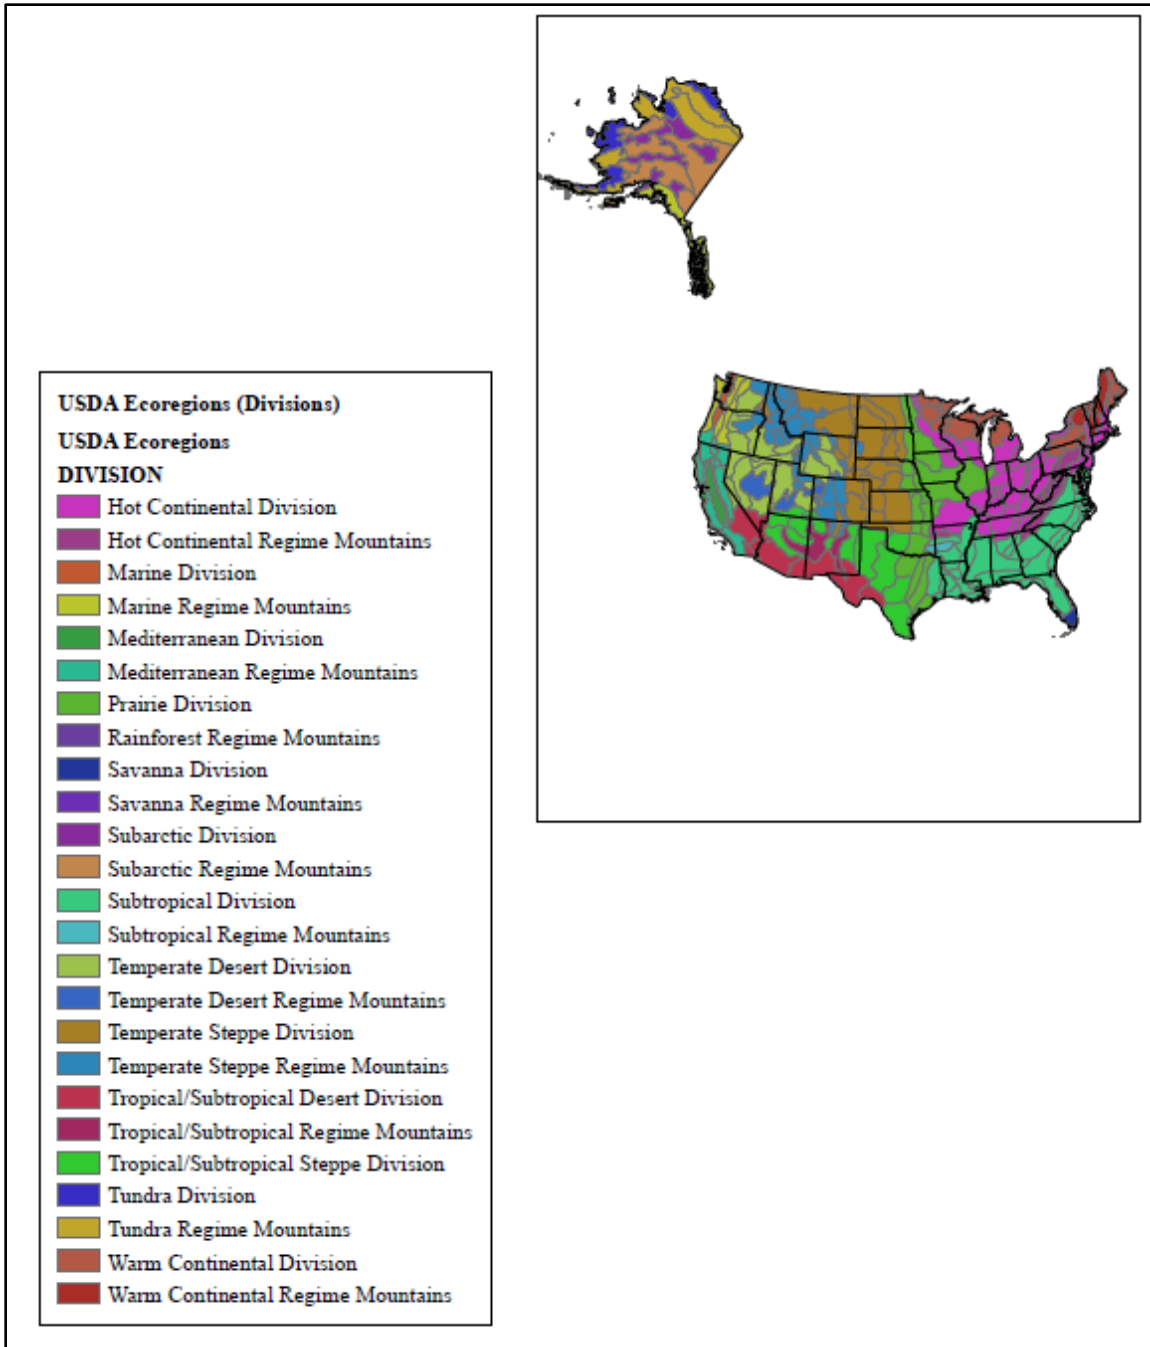 USDA Ecoregions (Divisions)
USDA Ecoregions
DIVISION
Hot Continental Division
Hot Continental Regime Mountains
Marine Division
Marine Regime Mountains
Mediterranean Division
Mediterranean Regime Mountains
Prairie Division
Rainforest Regime Mountains
Savanna Division
Savanna Regime Mountains
Subarctic Division
Subarctic Regime Mountains
Subtropical Division
Subtropical Regime Mountains
Temperate Desert Division
Temperate Desert Regime Mountains
Temperate Steppe Division
Temperate Steppe Regime Mountains
Tropical/Subtropical Desert Division
Tropical/Subtropical Regime Mountains
Tropical/Subtropical Steppe Division
Tundra Division
Tundra Regime Mountains
Warm Continental Division
Warm Continental Regime Mountains